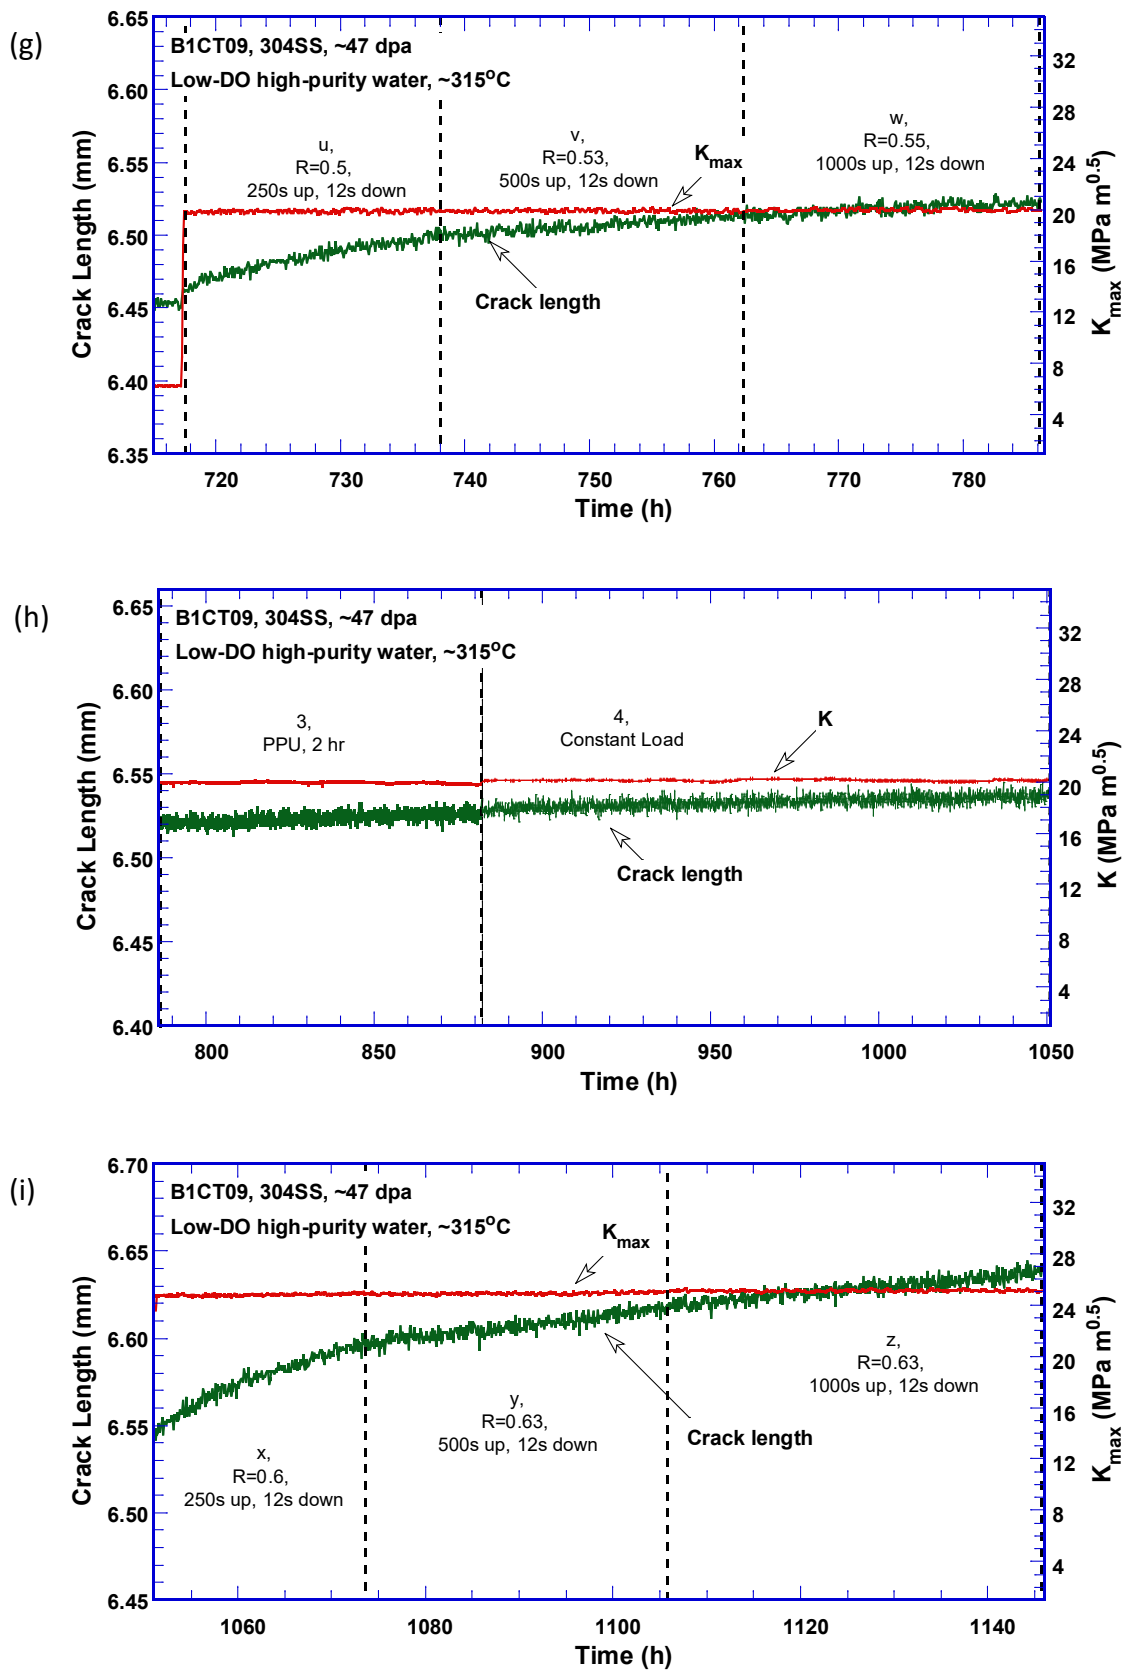 (g)
B1CT09, 304SS, ~47 dpa
Low-DO high-purity water, ~315°C
u,
R=0.5,
250s up, 12s down
v,
R=0.53,
500s up, 12s down
w,
R=0.55,
1000s up, 12s down
Kmax
Crack length
6.65
6.60
6.55
6.50
6.45
6.40
6.35
Crack Length (mm)
32
28
24
20
16
12
8
4
Kmax (MPa m0.5)
720 730 740 750 760 770 780
Time (h)
(h)
B1CT09, 304SS, ~47 dpa
Low-DO high-purity water, ~315°C
3,
PPU, 2 hr
4,
Constant Load
K
Crack length
6.65
6.60
6.55
6.50
6.45
6.40
Crack Length (mm)
32
28
24
20
16
12
8
4
K (MPa m0.5)
800 850 900 950 1000 1050
Time (h)
(i)
B1CT09, 304SS, ~47 dpa
Low-DO high-purity water, ~315°C
Kmax
x,
R=0.6,
250s up, 12s down
y,
R=0.63,
500s up, 12s down
z,
R=0.63,
1000s up, 12s down
Crack length
6.70
6.65
6.60
6.55
6.50
6.45
Crack Length (mm)
32
28
24
20
16
12
8
4
Kmax (MPa m0.5)
1060 1080 1100 1120 1140
Time (h)